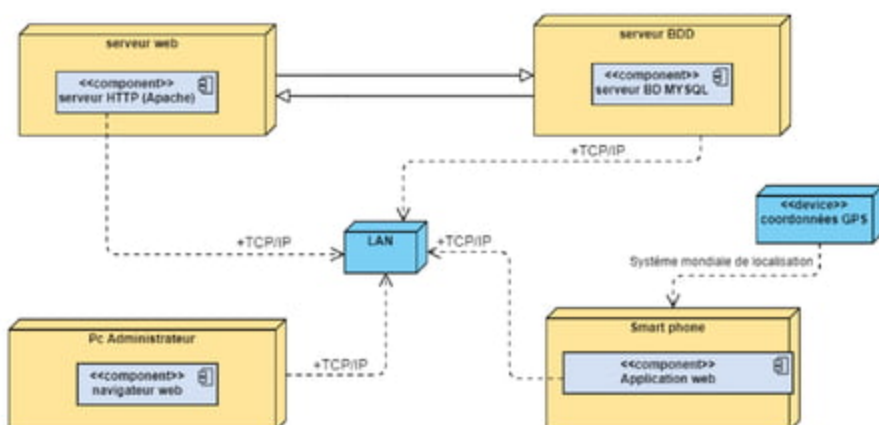 serveur web
<<component>>
serveur HTTP (Apache)
serveur BDD
<<component>>
serveur BD MYSQL
+TCP/IP
<<device>>
coordonnées GPS
+TCP/IP
LAN
+TCP/IP
Système mondiale de localisation
Pc Administrateur
<<component>>
navigateur web
+TCP/IP
Smart phone
<<component>>
Application web